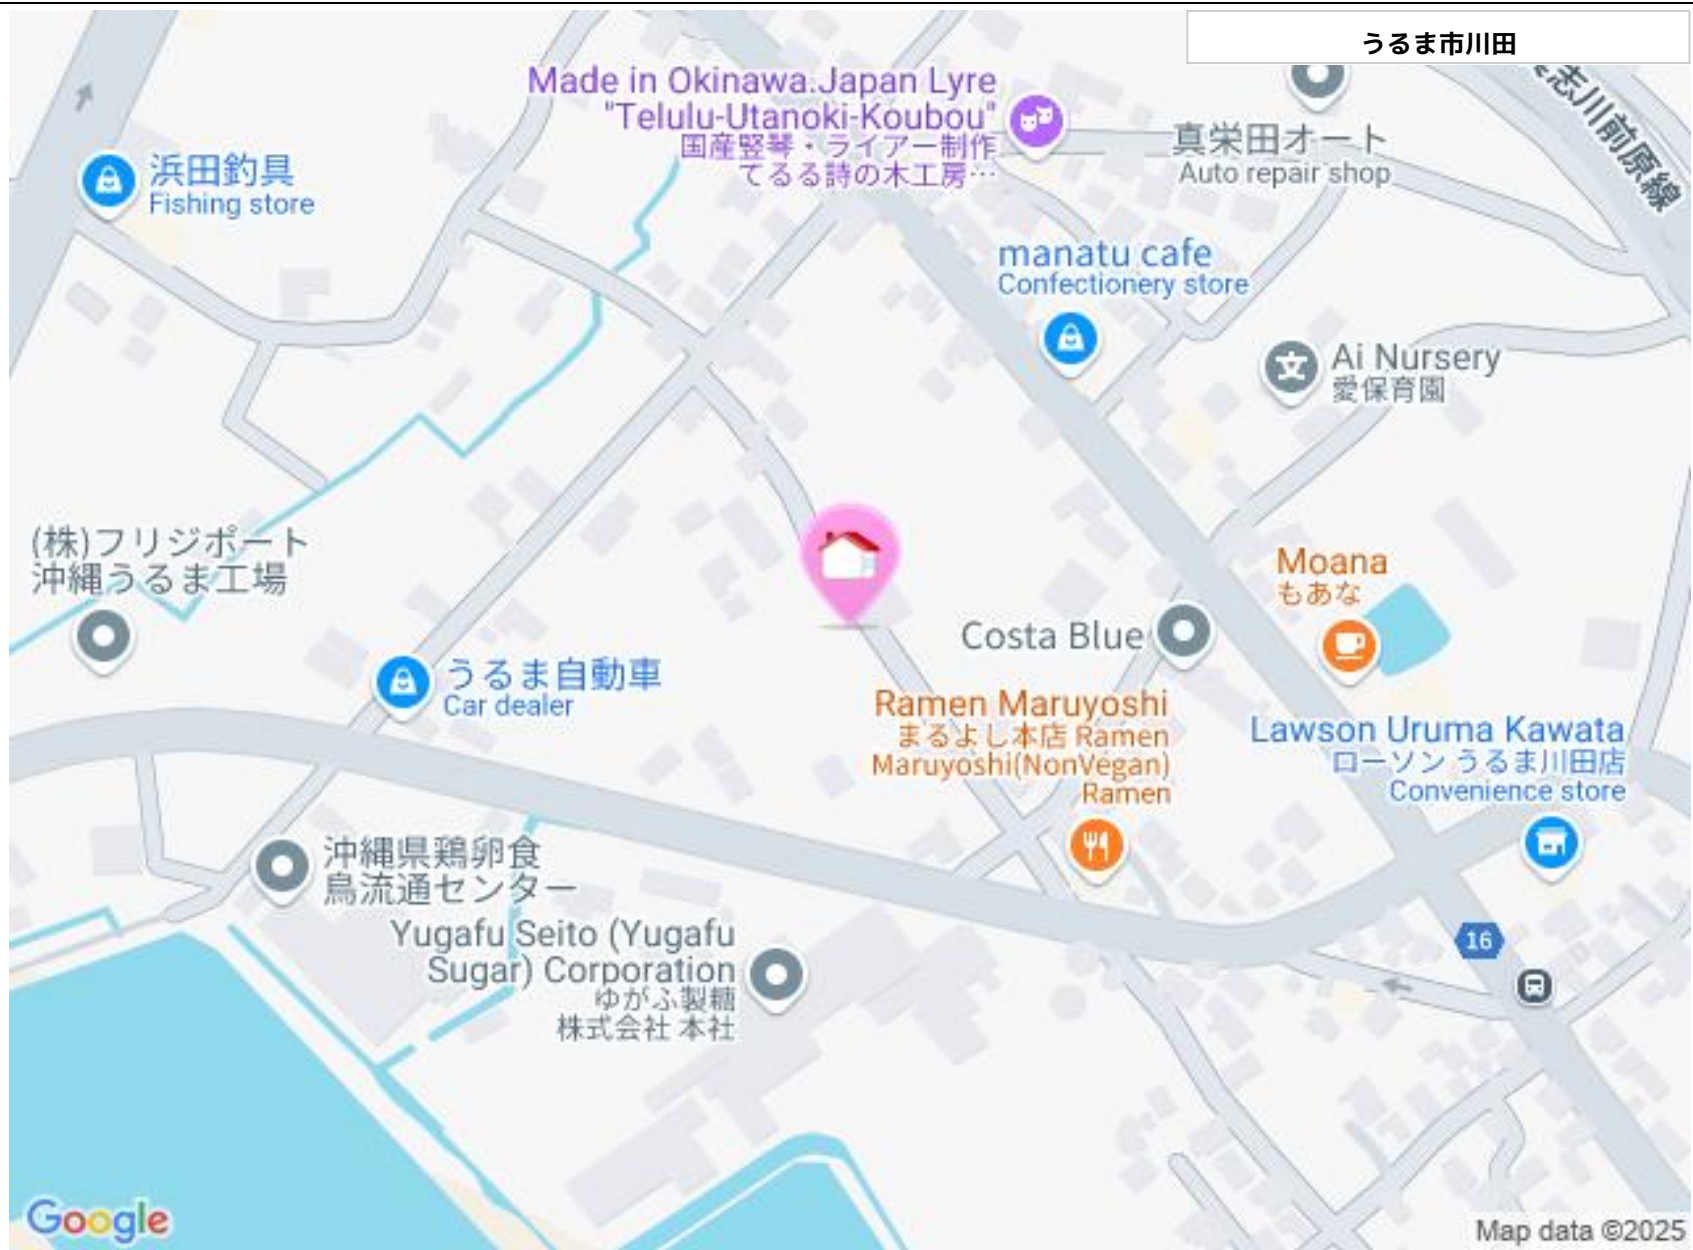 うるま市川田
Made in Okinawa.Japan Lyre
"Telulu-Utanoki-Koubou"
国産竪琴・ライアー制作
てるる詩の木工房…
真栄田オート
Auto repair shop
志川前原線
浜田釣具
Fishing store
manatu cafe
Confectionery store
Ai Nursery
愛保育園
(株)フリジポート
沖縄うるま工場
Moana
もあな
Costa Blue
うるま自動車
Car dealer
Ramen Maruyoshi
まるよし本店 Ramen
Maruyoshi(NonVegan)
Ramen
Lawson Uruma Kawata
ローソン うるま川田店
Convenience store
沖縄県鶏卵食
鳥流通センター
Yugafu Seito (Yugafu
Sugar) Corporation
ゆがふ製糖
株式会社 本社
16
Google
Map data ©2025